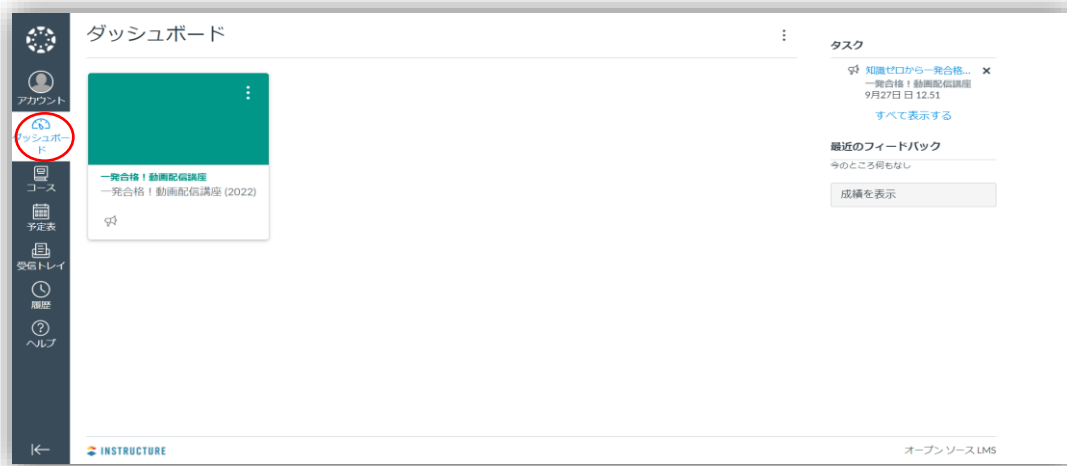 ダッシュボード
アカウント
ダッシュボー
ド
コース
予定表
受信トレイ
履歴
ヘルプ
一発合格！動画配信講座
一発合格！動画配信講座 (2022)
タスク
知識ゼロから一発合格...
一発合格！動画配信講座
9月27日 日 12.51
すべて表示する
最近のフィードバック
今のところ何もなし
成績を表示
INSTRUCTURE
オープン ソース LMS